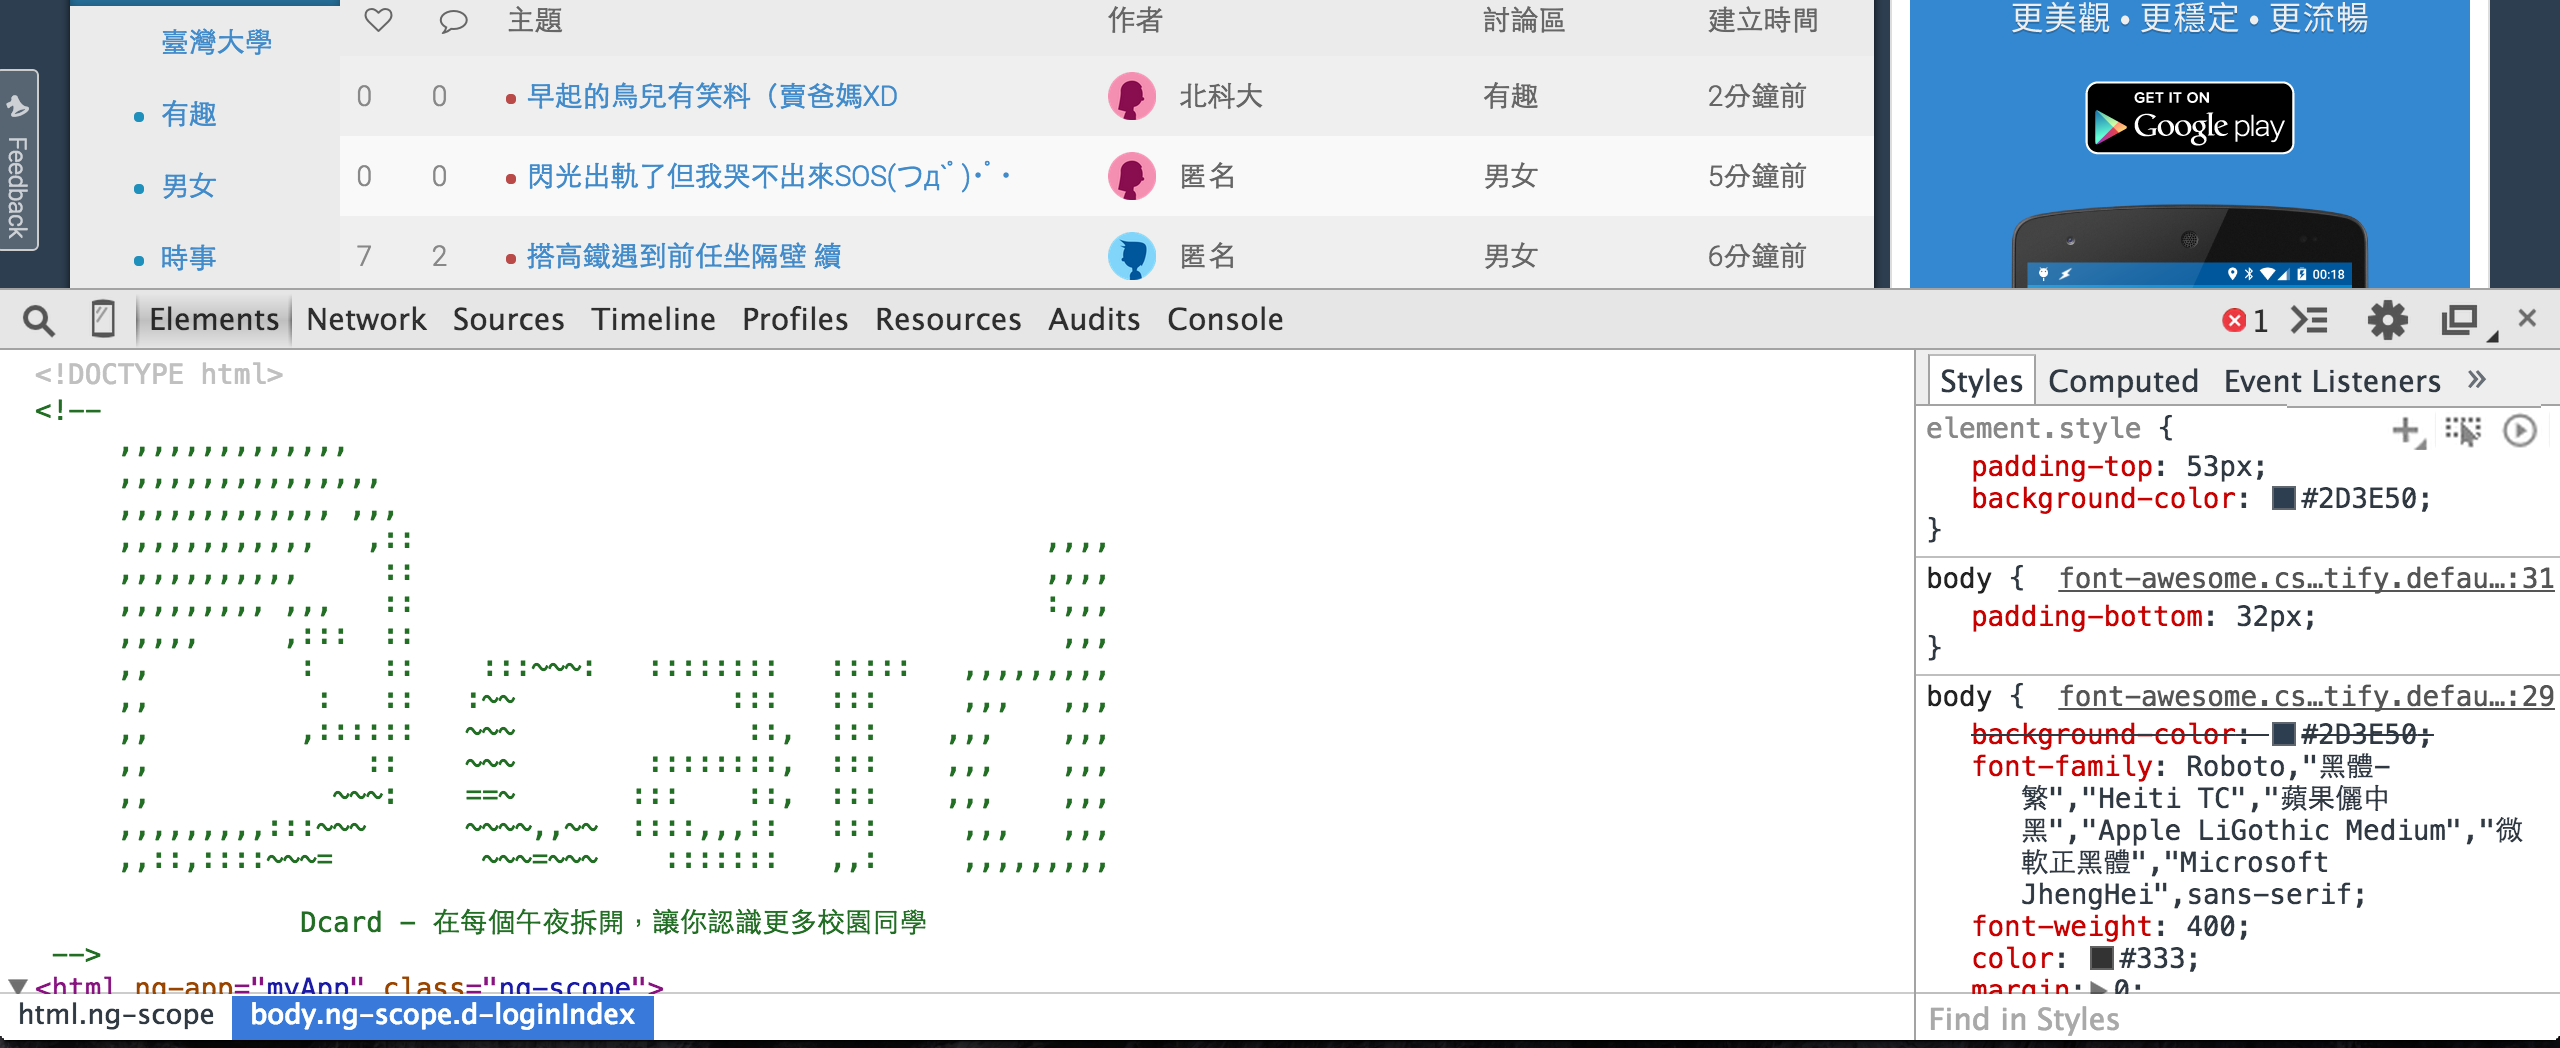 臺灣大學
有趣
男女
時事
Feedback
主題 作者 討論區 建立時間
0 0 早起的鳥兒有笑料（賣爸媽XD 北科大 有趣 2分鐘前
0 0 閃光出軌了但我哭不出來SOS(つд`ﾟ)･ﾟ･ 匿名 男女 5分鐘前
7 2 搭高鐵遇到前任坐隔壁 續 匿名 男女 6分鐘前
更美觀 • 更穩定 • 更流暢
GET IT ON
Google play
00:18
Elements Network Sources Timeline Profiles Resources Audits Console
1
<!DOCTYPE html>
<!--
Dcard - 在每個午夜拆開，讓你認識更多校園同學
-->
<html ng-app="myApp" class="ng-scope">
html.ng-scope body.ng-scope.d-loginIndex
Styles Computed Event Listeners »
element.style {
padding-top: 53px;
background-color: #2D3E50;
}
body { font-awesome.cs…tify.defau…:31
padding-bottom: 32px;
}
body { font-awesome.cs…tify.defau…:29
background-color: #2D3E50;
font-family: Roboto,"黑體-
繁","Heiti TC","蘋果儷中
黑","Apple LiGothic Medium","微
軟正黑體","Microsoft
JhengHei",sans-serif;
font-weight: 400;
color: #333;
margin: 0;
Find in Styles